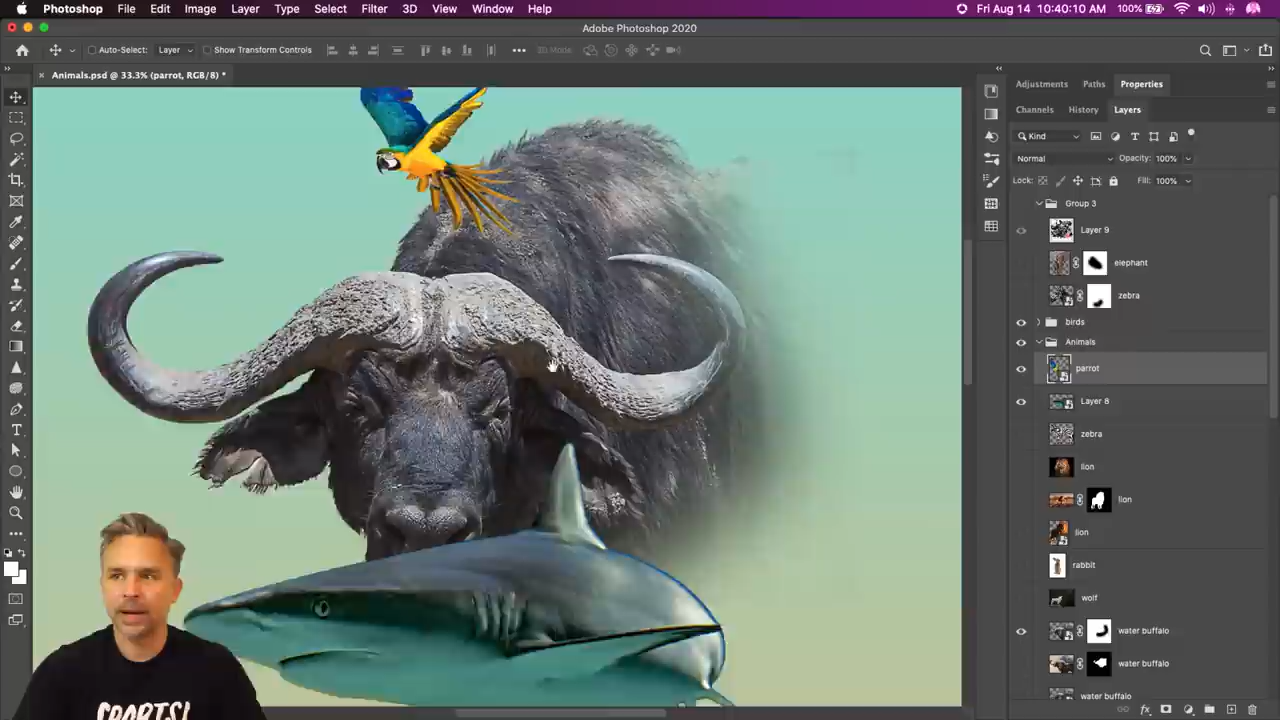 Photoshop File Edit Image Layer Type Select Filter 3D View Window Help 100% Fri Aug 14 10:40:10 AM
Adobe Photoshop 2020
Auto-Select: Layer Show Transform Controls 3D Mode:
Animals.psd @ 33.3% (parrot, RGB/8) *
Adjustments Paths Properties
Channels History Layers
Kind
Normal Opacity: 100%
Lock: Fill: 100%
Group 3
Layer 9
elephant
zebra
birds
Animals
parrot
Layer 8
zebra
lion
lion
lion
rabbit
wolf
water buffalo
water buffalo
water buffalo
SPORTS!